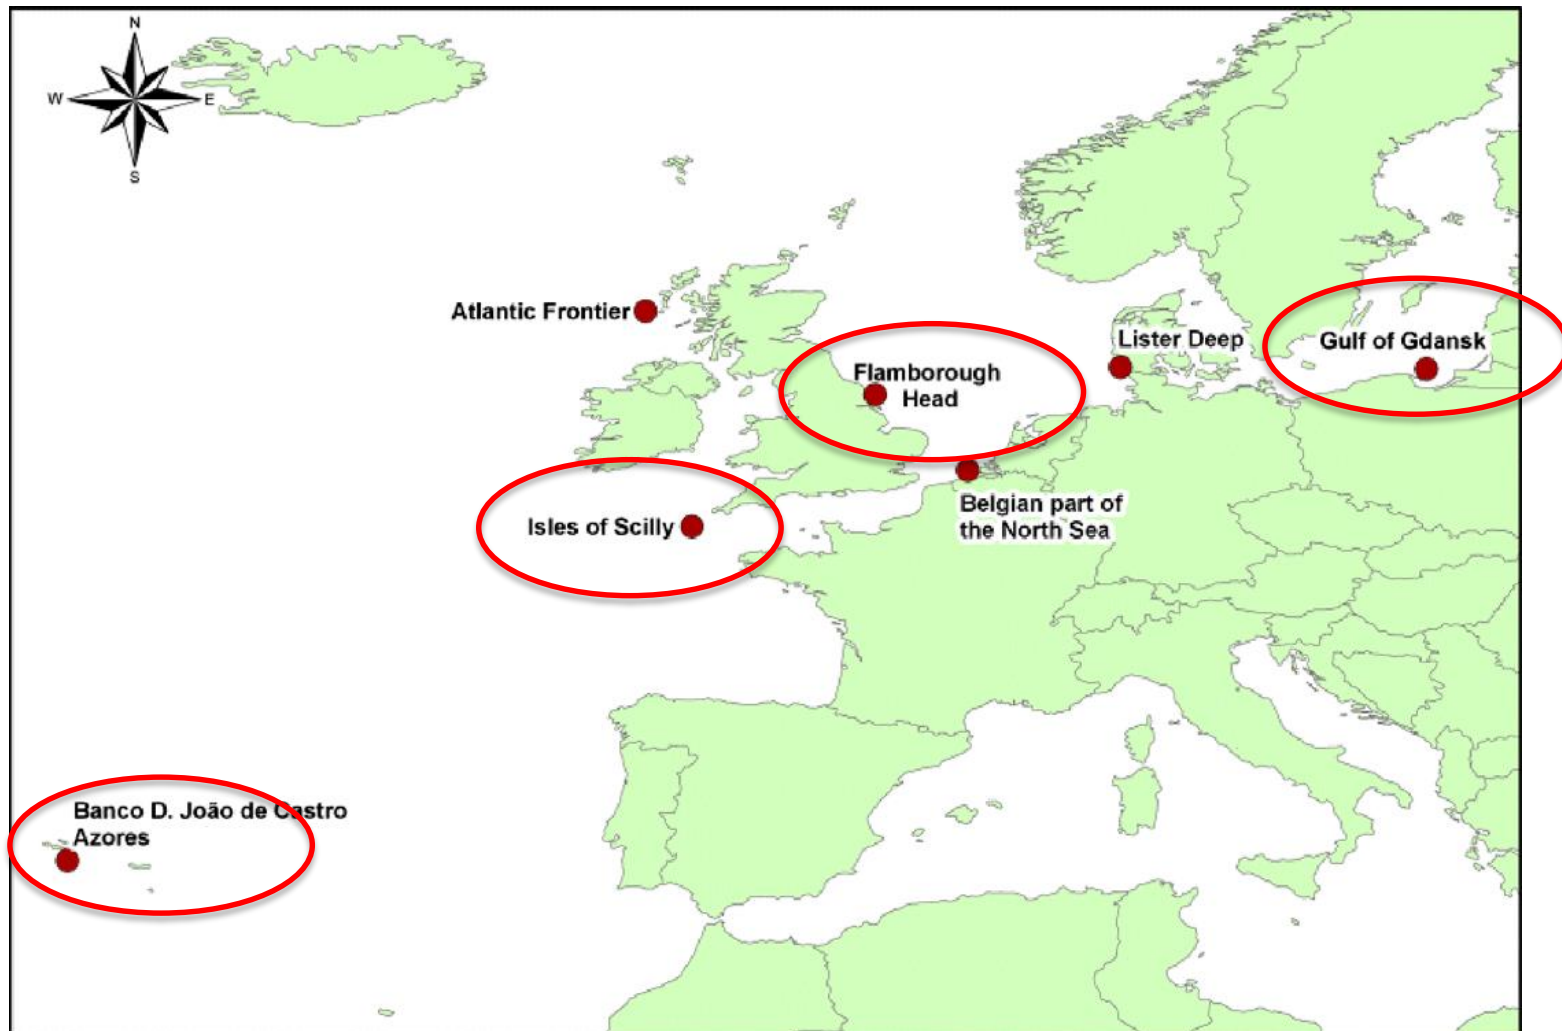 N
W
E
S
Atlantic Frontier
Flamborough
Head
Lister Deep
Gulf of Gdansk
Isles of Scilly
Belgian part of
the North Sea
Banco D. João de Castro
Azores